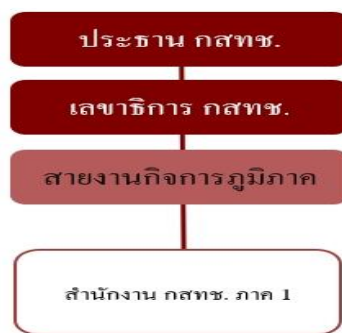 ประธาน กสทช.
เลขาธิการ กสทช.
สายงานกิจการภูมิภาค
สำนักงาน กสทช. ภาค 1